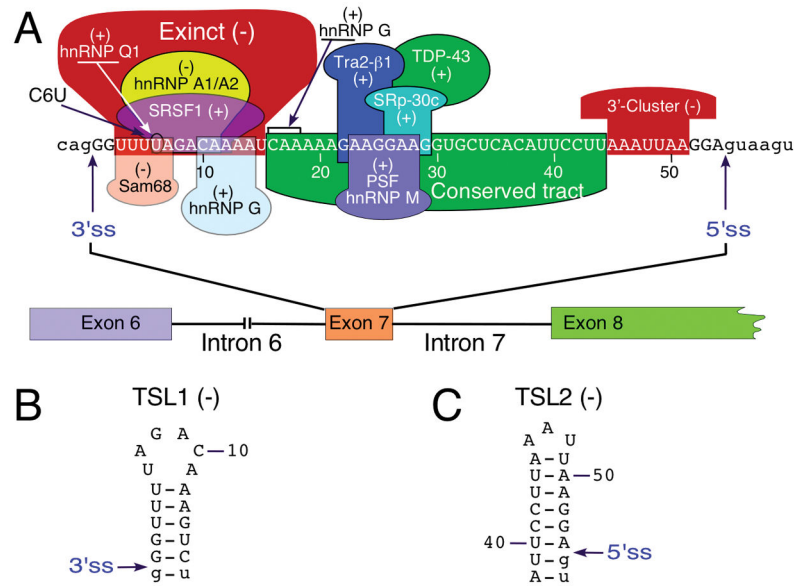 A
Exinct (-)
(+)
hnRNP Q1
(-)
hnRNP A1/A2
SRSF1 (+)
C6U
(+)
hnRNP G
Tra2-β1
(+)
TDP-43
(+)
SRp-30c
(+)
3'-Cluster (-)
cagGGUUUUAGACAAAAUCAAAAAGAAGGAAGGUGCUCACAUUCCUUAAAUUAAGGAguaagu
10 20 30 40 50
(-)
Sam68
(+)
hnRNP G
(+)
PSF
hnRNP M
Conserved tract
3'ss
5'ss
Exon 6
Intron 6
Exon 7
Intron 7
Exon 8
B
TSL1 (-)
G A
A C – 10
U A
U – A
U – A
U – G
G – U
3'ss G – C
g – u
C
TSL2 (-)
A
A U
A – U
U – A – 50
U – A
C – G
C – G
40 – U – A
U – g 5'ss
A – u